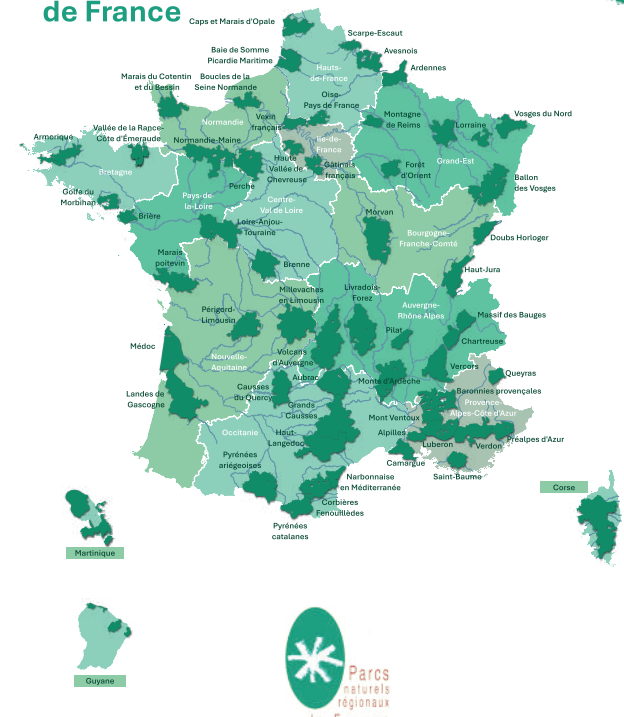 de France
Caps et Marais d'Opale
Scarpe-Escaut
Baie de Somme
Picardie Maritime
Avesnois
Ardennes
Hauts-
de-France
Marais du Cotentin
et du Bessin
Boucles de la
Seine Normande
Oise-
Pays de France
Vexin
français
Normandie
Montagne
de Reims
Lorraine
Vosges du Nord
Armorique
Vallée de la Rance-
Côte d'Émeraude
Normandie-Maine
Île-de-
France
Haute
Vallée de
Chevreuse
Gâtinais
français
Forêt
d'Orient
Grand-Est
Bretagne
Perche
Ballon
des Vosges
Golfe du
Morbihan
Pays-de-
la-Loire
Centre-
Val de Loire
Brière
Loire-Anjou-
Touraine
Morvan
Bourgogne-
Franche-Comté
Doubs Horloger
Marais
poitevin
Brenne
Haut-Jura
Millevaches
en Limousin
Livradois-
Forez
Auvergne-
Rhône Alpes
Massif des Bauges
Périgord-
Limousin
Pilat
Chartreuse
Médoc
Volcans
d'Auvergne
Nouvelle-
Aquitaine
Vercors
Queyras
Aubrac
Monts d'Ardèche
Landes de
Gascogne
Causses
du Quercy
Baronnies provençales
Grands
Causses
Provence-
Alpes-Côte d'Azur
Mont Ventoux
Occitanie
Haut-
Languedoc
Alpilles
Luberon
Verdon
Préalpes d'Azur
Pyrénées
ariégeoises
Camargue
Saint-Baume
Narbonnaise
en Méditerranée
Corbières
Fenouillèdes
Pyrénées
catalanes
Corse
Martinique
Guyane
Parcs
naturels
régionaux